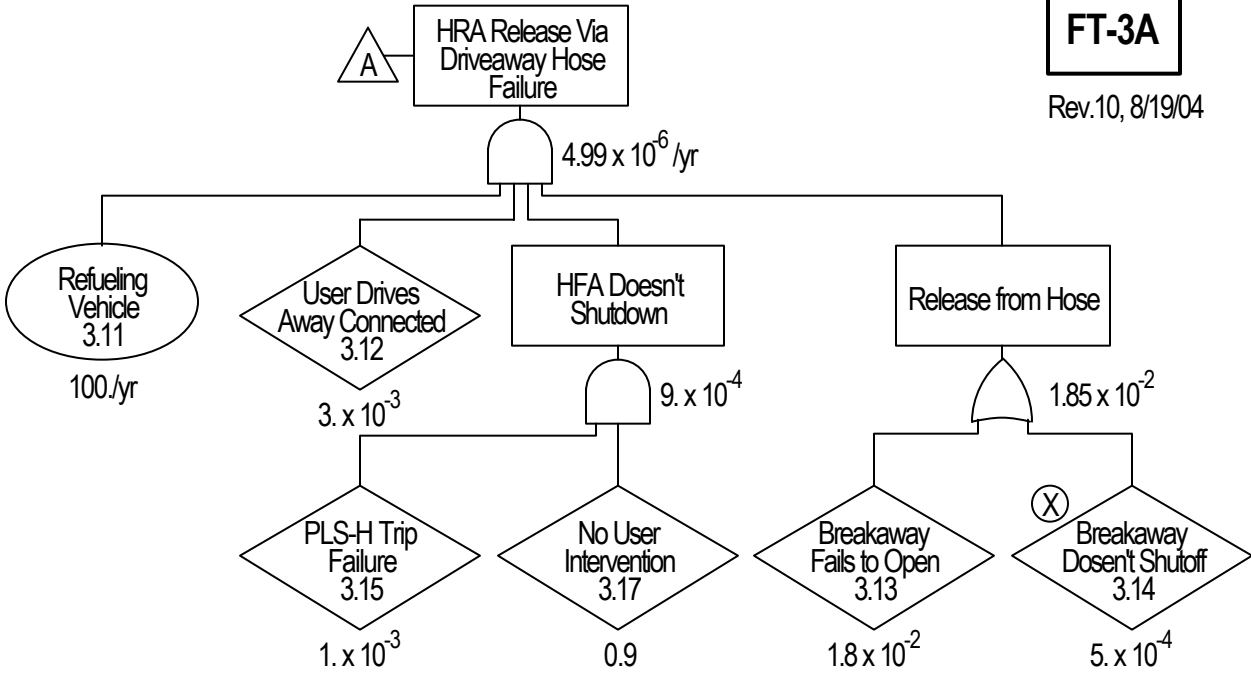 HRA Release Via
Driveaway Hose
Failure
A
FT-3A
Rev.10, 8/19/04
4.99 x 10^-6 /yr
Refueling
Vehicle
3.11
100./yr
User Drives
Away Connected
3.12
3. x 10^-3
HFA Doesn't
Shutdown
9. x 10^-4
Release from Hose
1.85 x 10^-2
PLS-H Trip
Failure
3.15
1. x 10^-3
No User
Intervention
3.17
0.9
Breakaway
Fails to Open
3.13
1.8 x 10^-2
X
Breakaway
Dosen't Shutoff
3.14
5. x 10^-4